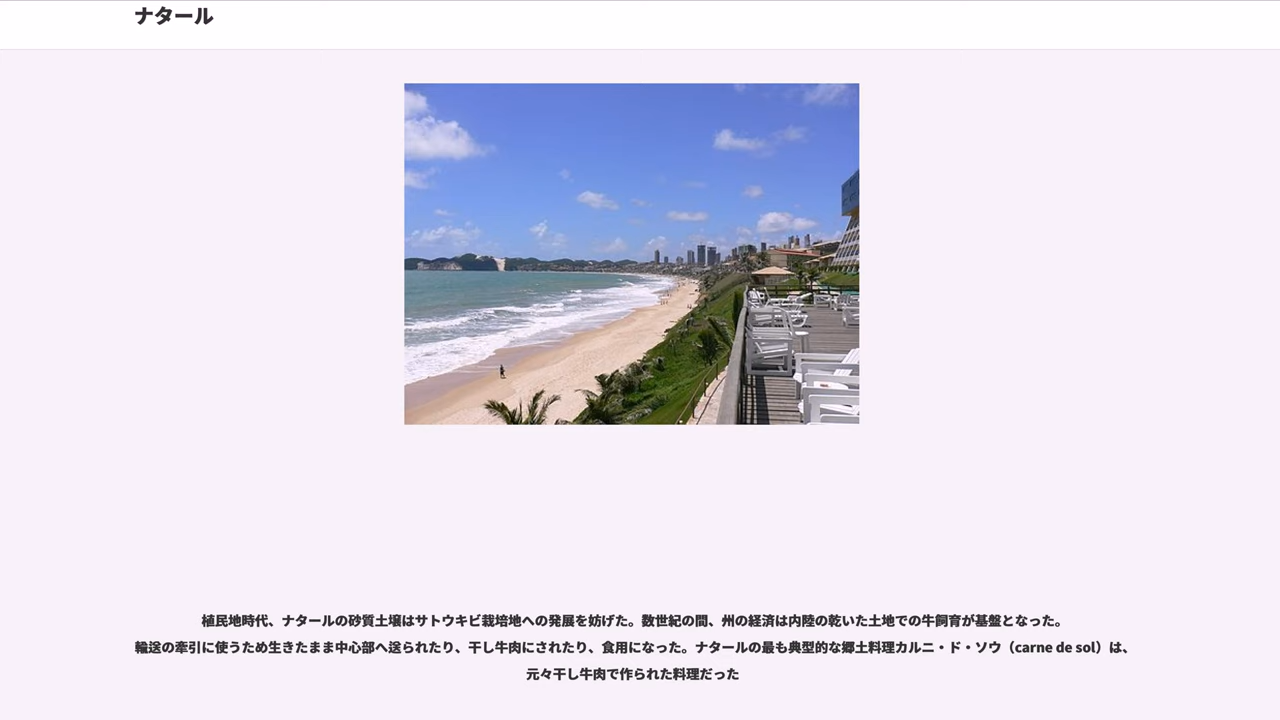 ナタール
植民地時代、ナタールの砂質土壌はサトウキビ栽培地への発展を妨げた。数世紀の間、州の経済は内陸の乾いた土地での牛飼育が基盤となった。
輪送の牽引に使うため生きたまま中心部へ送られたり、干し牛肉にされたり、食用になった。ナタールの最も典型的な郷土料理カルニ・ド・ソウ（carne de sol）は、
元々干し牛肉で作られた料理だった